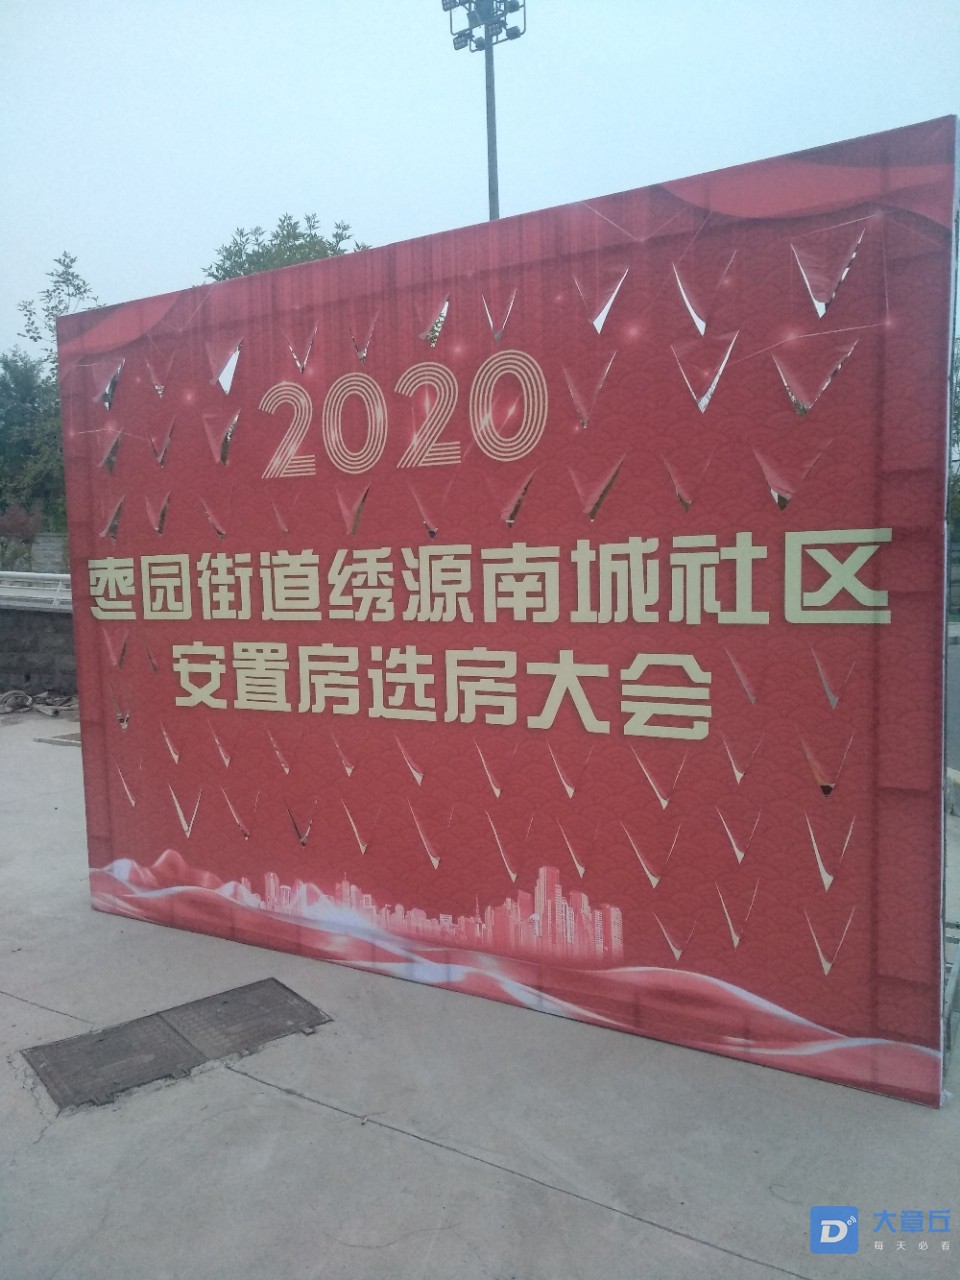 2020
枣园街道绣源南城社区
安置房选房大会
D
大章丘
每天必看